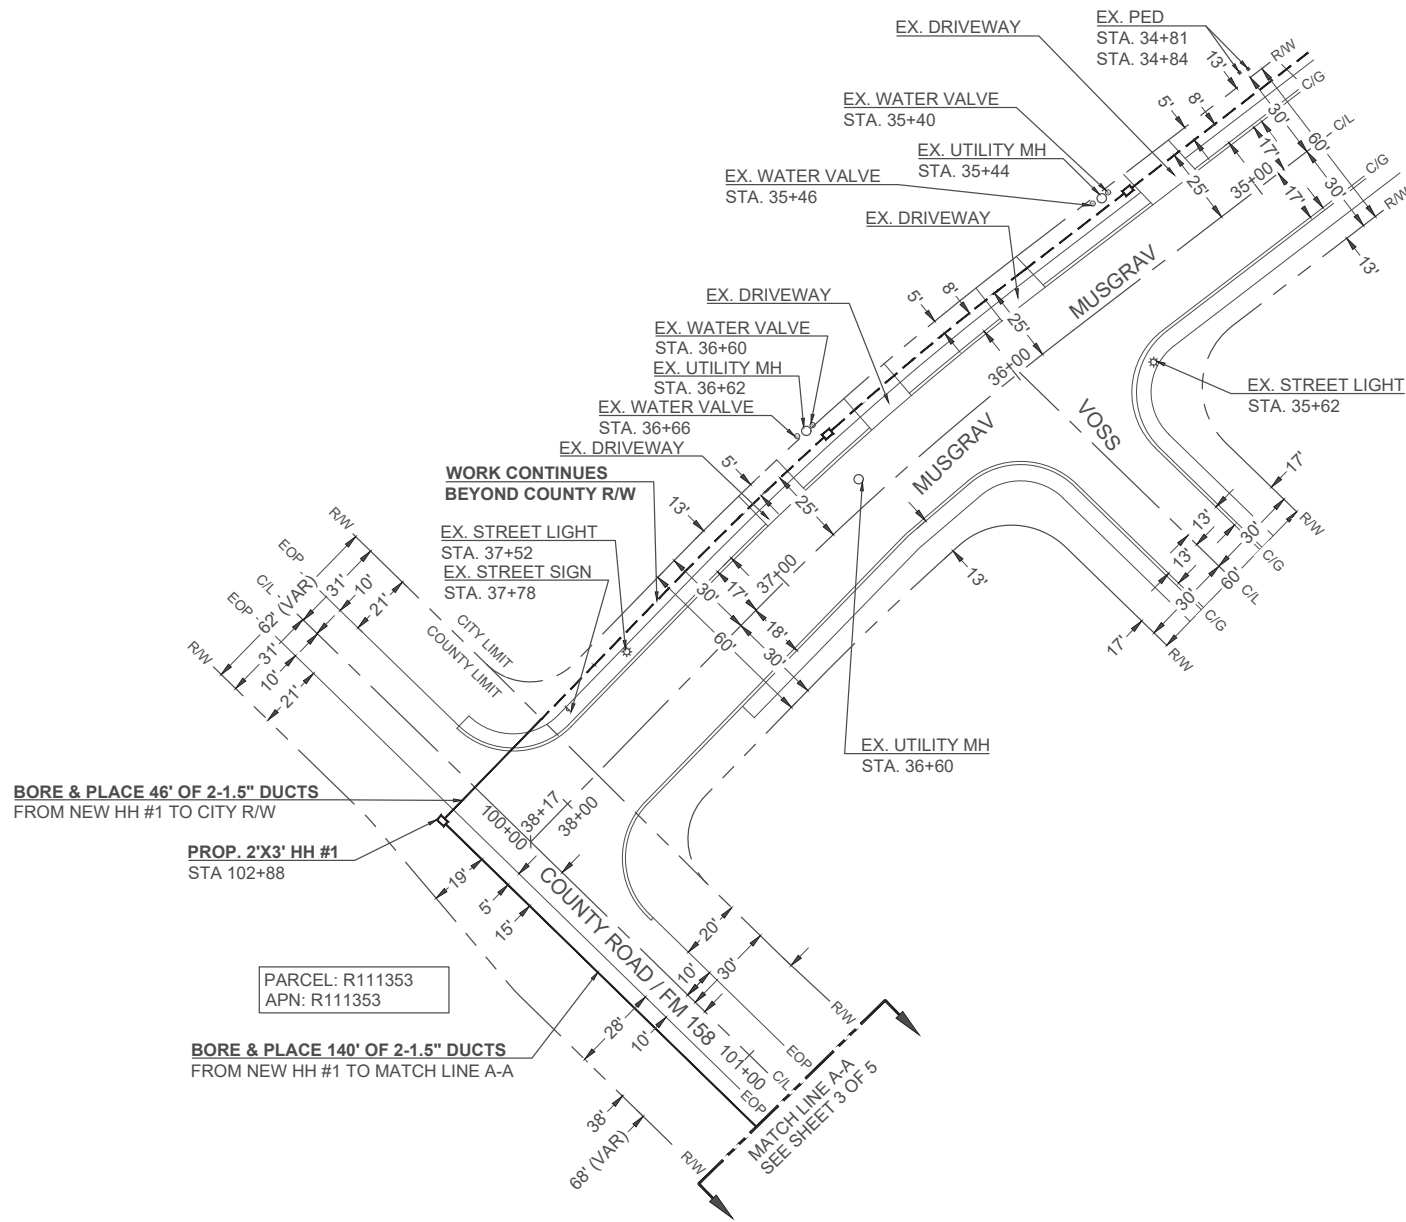 EX. PED
STA. 34+81
STA. 34+84
EX. DRIVEWAY
EX. WATER VALVE
STA. 35+40
EX. UTILITY MH
STA. 35+44
EX. WATER VALVE
STA. 35+46
EX. DRIVEWAY
EX. DRIVEWAY
EX. WATER VALVE
STA. 36+60
EX. UTILITY MH
STA. 36+62
EX. WATER VALVE
STA. 36+66
EX. DRIVEWAY
WORK CONTINUES
BEYOND COUNTY R/W
EX. STREET LIGHT
STA. 37+52
EX. STREET SIGN
STA. 37+78
EX. STREET LIGHT
STA. 35+62
EX. UTILITY MH
STA. 36+60
13'
R/W
C/G
5'
8'
30'
C/L
60'
17'
C/G
35+00
30'
17'
R/W
25'
13'
MUSGRAV
5'
8'
25'
36+00
VOSS
MUSGRAV
17'
R/W
13'
30'
C/G
13'
60'
C/L
30'
C/G
17'
R/W
13'
5'
25'
13'
37+00
30'
17'
18'
60'
30'
R/W
EOP
C/L
EOP
R/W
62' (VAR)
31'
10'
21'
31'
10'
21'
CITY LIMIT
COUNTY LIMIT
BORE & PLACE 46' OF 2-1.5" DUCTS
FROM NEW HH #1 TO CITY R/W
PROP. 2'X3' HH #1
STA 102+88
100+00
38+17
38+00
19'
5'
15'
COUNTY ROAD / FM 158
20'
10'
30'
R/W
PARCEL: R111353
APN: R111353
BORE & PLACE 140' OF 2-1.5" DUCTS
FROM NEW HH #1 TO MATCH LINE A-A
28'
10'
101+00
C/L
EOP
EOP
38'
68' (VAR)
R/W
MATCH LINE A-A
SEE SHEET 3 OF 5